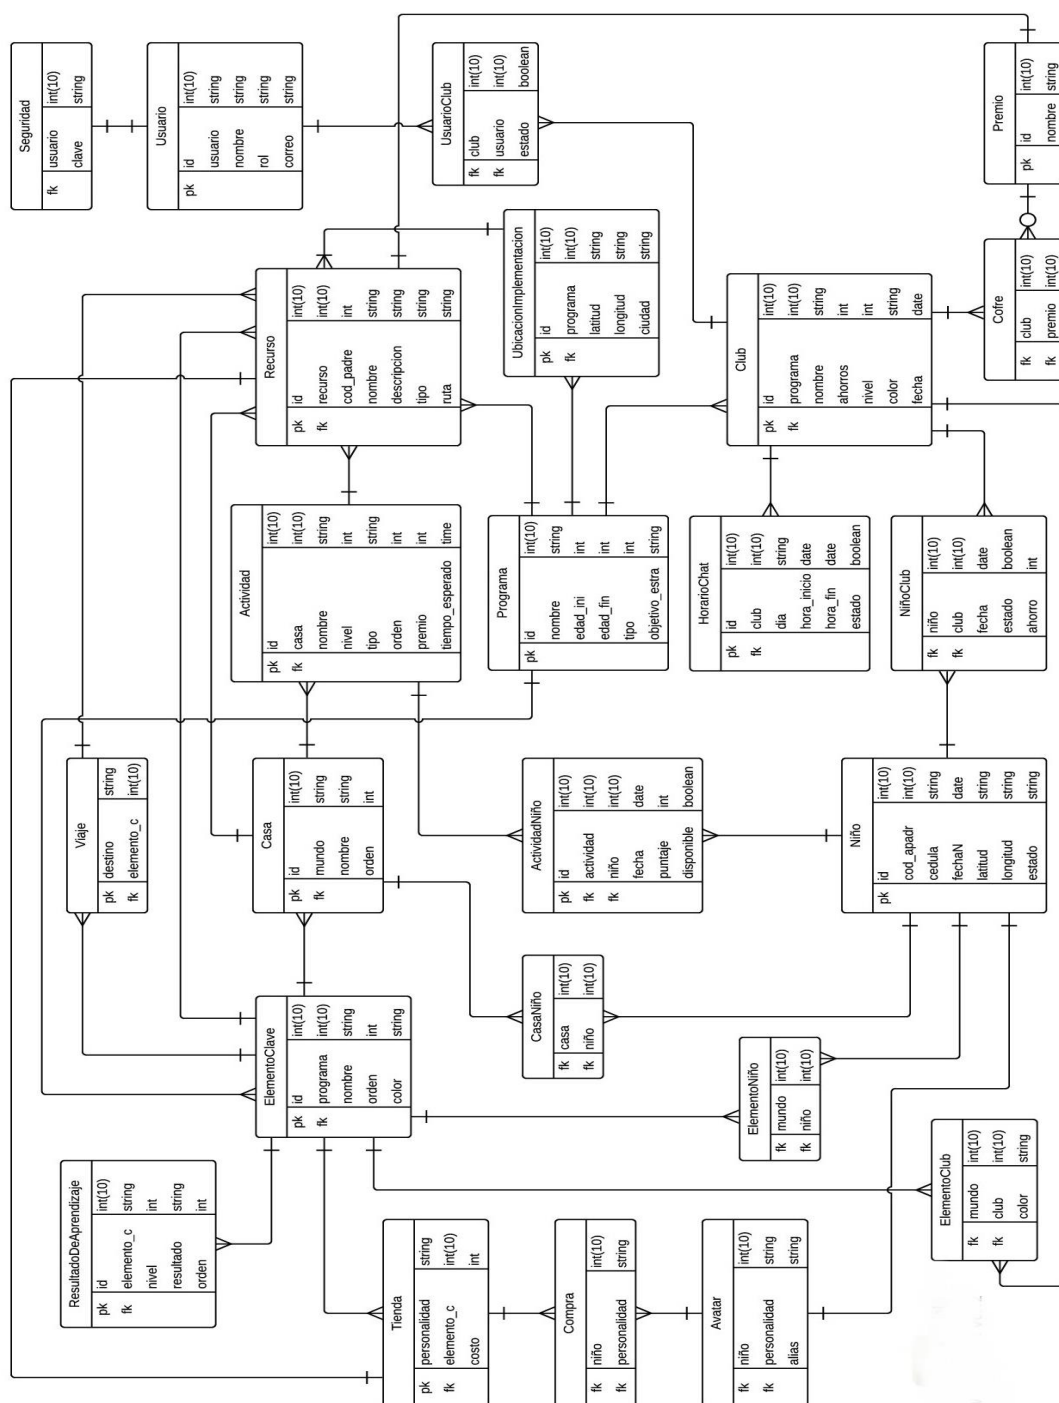 Seguridad
fk usuario int(10)
clave string
Usuario
pk id int(10)
usuario string
nombre string
rol string
correo string
UsuarioClub
fk club int(10)
fk usuario int(10)
estado boolean
Premio
pk id int(10)
nombre string
Recurso
pk id int(10)
fk recurso int(10)
cod_padre int
nombre string
descripcion string
tipo string
ruta string
UbicacionImplementacion
pk id int(10)
fk programa int(10)
latitud string
longitud string
ciudad string
Club
pk id int(10)
fk programa int(10)
nombre string
ahorros int
nivel int
color string
fecha date
Cofre
fk club int(10)
fk premio int(10)
Actividad
pk id int(10)
fk casa int(10)
nombre string
nivel int
tipo string
orden int
premio int
tiempo_esperado time
Programa
pk id int(10)
nombre string
edad_ini int
edad_fin int
tipo int
objetivo_estra string
HorarioChat
pk id int(10)
fk club int(10)
dia string
hora_inicio date
hora_fin date
estado boolean
NiñoClub
fk niño int(10)
fk club int(10)
fecha date
estado boolean
ahorro int
Viaje
pk destino string
fk elemento_c int(10)
Casa
pk id int(10)
fk mundo string
nombre string
orden int
ActividadNiño
pk id int(10)
fk actividad int(10)
fk niño int(10)
fecha date
puntaje int
disponible boolean
Niño
pk id int(10)
cod_apadr int(10)
cedula string
fechaN date
latitud string
longitud string
estado string
ElementoClave
pk id int(10)
fk programa int(10)
nombre string
orden int
color string
CasaNiño
fk casa int(10)
fk niño int(10)
ElementoNiño
fk mundo int(10)
fk niño int(10)
ResultadoDeAprendizaje
pk id int(10)
fk elemento_c string
nivel int
resultado string
orden int
Tienda
pk personalidad string
fk elemento_c int(10)
costo int
Compra
fk niño int(10)
fk personalidad string
Avatar
fk niño int(10)
fk personalidad string
alias string
ElementoClub
fk mundo int(10)
fk club int(10)
color string